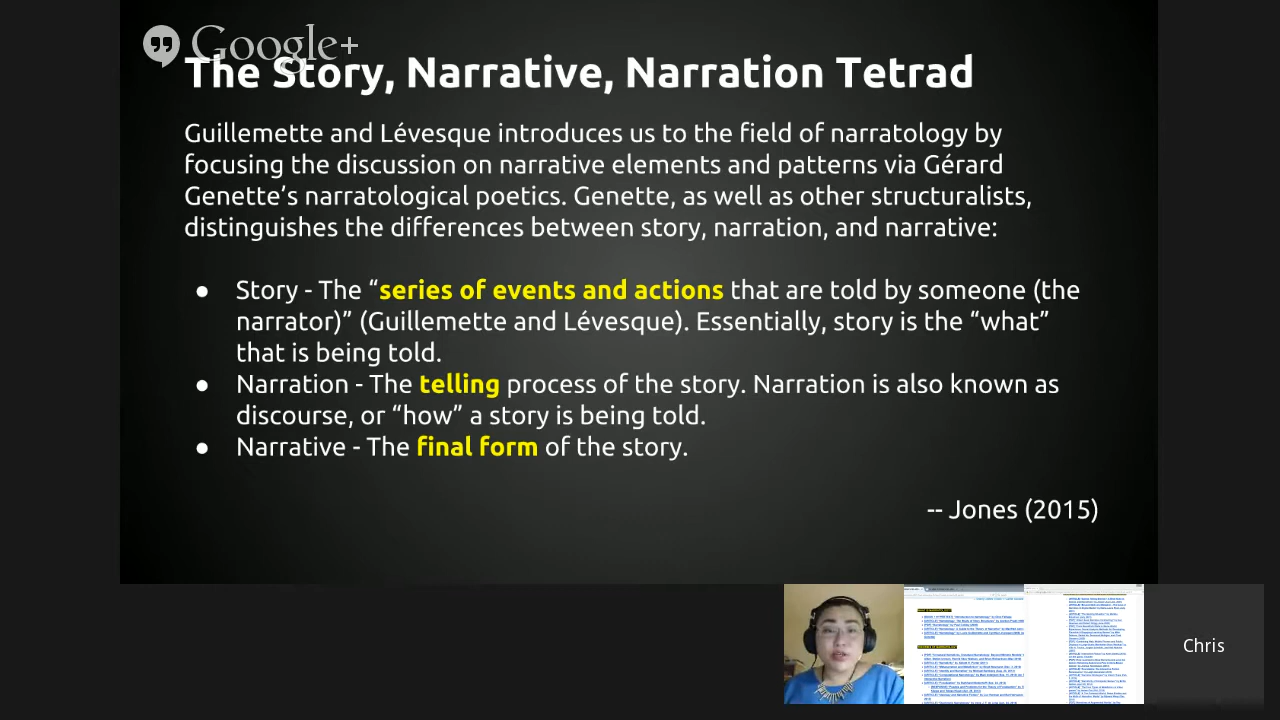 Google+
The Story, Narrative, Narration Tetrad
Guillemette and Lévesque introduces us to the field of narratology by
focusing the discussion on narrative elements and patterns via Gérard
Genette’s narratological poetics. Genette, as well as other structuralists,
distinguishes the differences between story, narration, and narrative:
● Story - The “series of events and actions that are told by someone (the
narrator)” (Guillemette and Lévesque). Essentially, story is the “what”
that is being told.
● Narration - The telling process of the story. Narration is also known as
discourse, or “how” a story is being told.
● Narrative - The final form of the story.
-- Jones (2015)
Chris